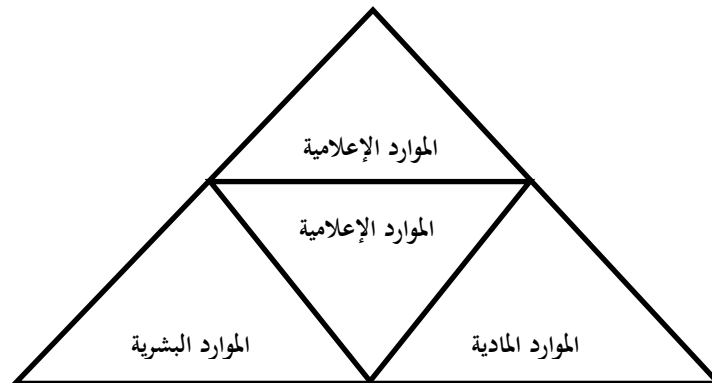 الموارد الإعلامية
الموارد الإعلامية
الموارد المادية
الموارد البشرية